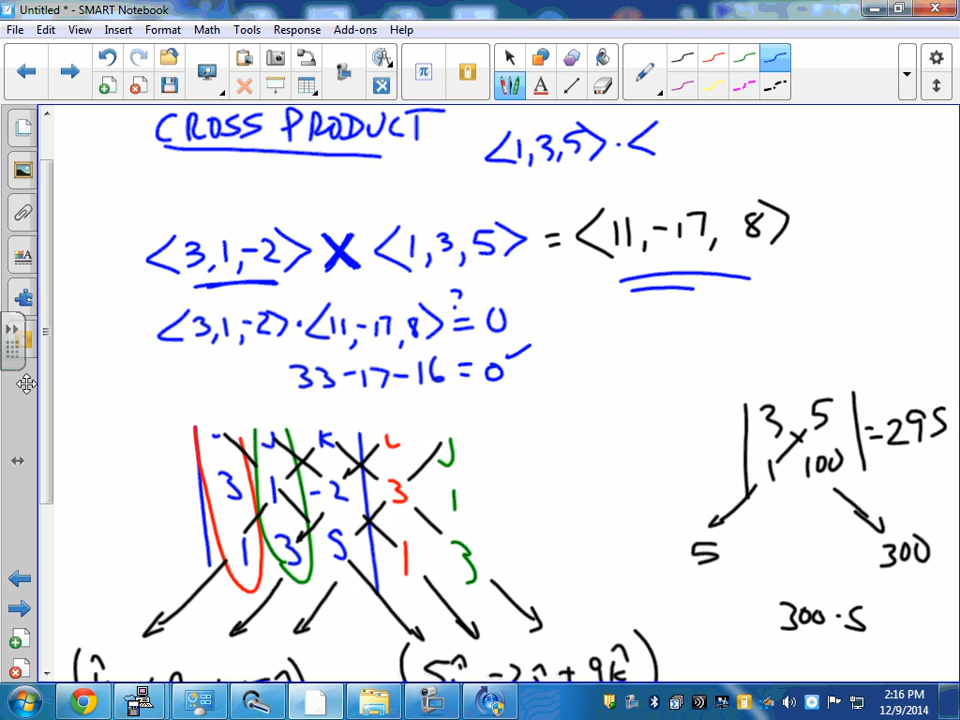 Untitled * - SMART Notebook
File Edit View Insert Format Math Tools Response Add-ons Help
CROSS PRODUCT
<1,3,5> · <
<3,1,-2> X <1,3,5> = <11,-17, 8>
<3,1,-2> · <11,-17,8> ?= 0
33-17-16 = 0 ✓
J K L J
3 1 -2 3 1
1 3 5 1 3
3 5
1 100
=295
5 300
300 - 5
5î -2ĵ + 9k̂)
2:16 PM
12/9/2014